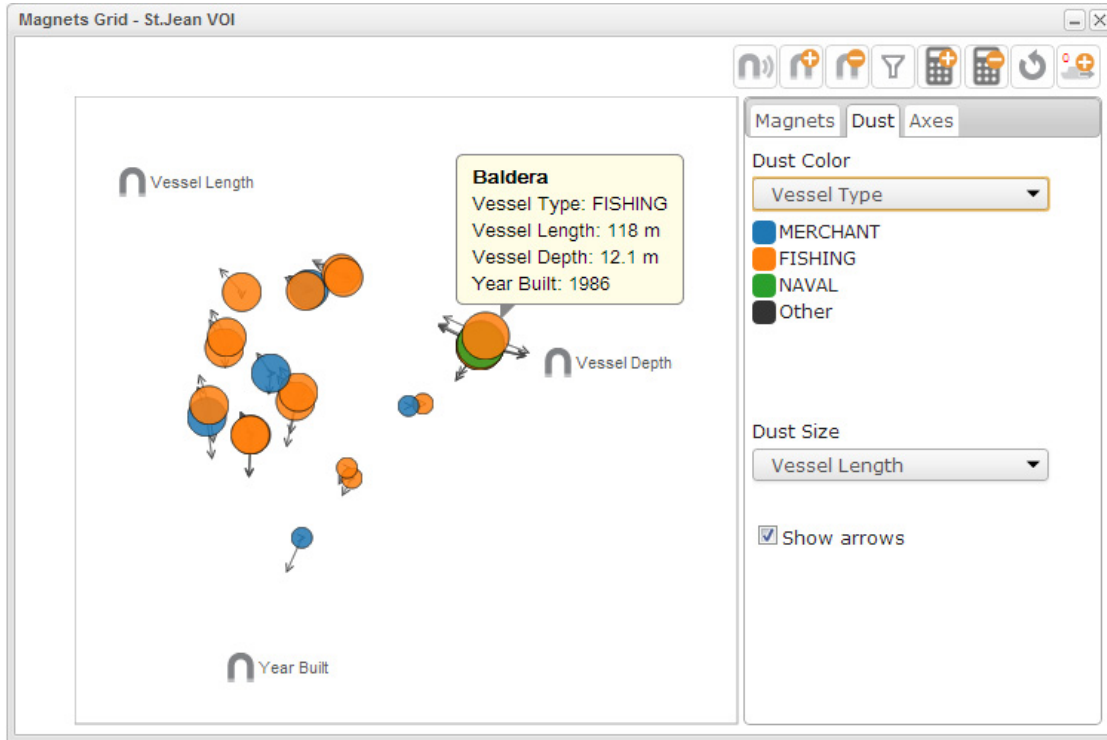 Magnets Grid - St.Jean VOI
0
Magnets Dust Axes
Dust Color
Vessel Type
MERCHANT
FISHING
NAVAL
Other
Dust Size
Vessel Length
Show arrows
Vessel Length
Baldera
Vessel Type: FISHING
Vessel Length: 118 m
Vessel Depth: 12.1 m
Year Built: 1986
Vessel Depth
Year Built